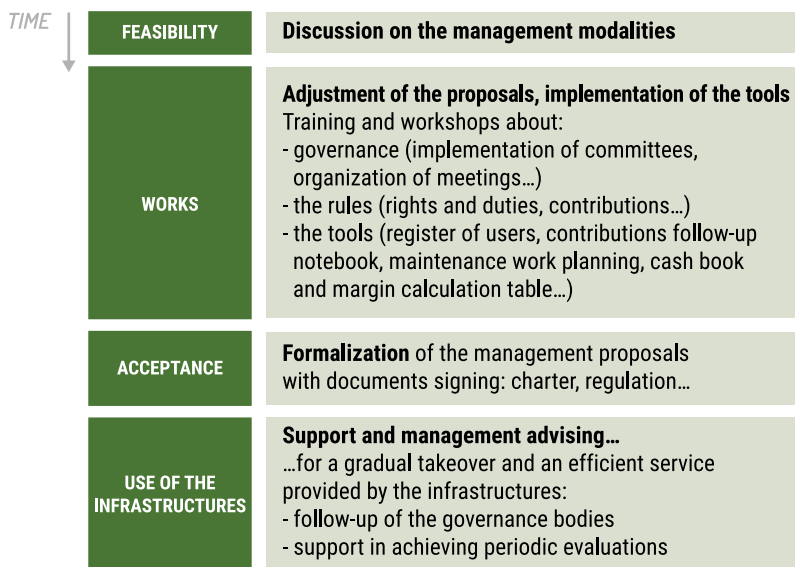 TIME
FEASIBILITY
Discussion on the management modalities
WORKS
Adjustment of the proposals, implementation of the tools
Training and workshops about:
- governance (implementation of committees,
organization of meetings…)
- the rules (rights and duties, contributions…)
- the tools (register of users, contributions follow-up
notebook, maintenance work planning, cash book
and margin calculation table…)
ACCEPTANCE
Formalization of the management proposals
with documents signing: charter, regulation…
USE OF THE
INFRASTRUCTURES
Support and management advising…
…for a gradual takeover and an efficient service
provided by the infrastructures:
- follow-up of the governance bodies
- support in achieving periodic evaluations